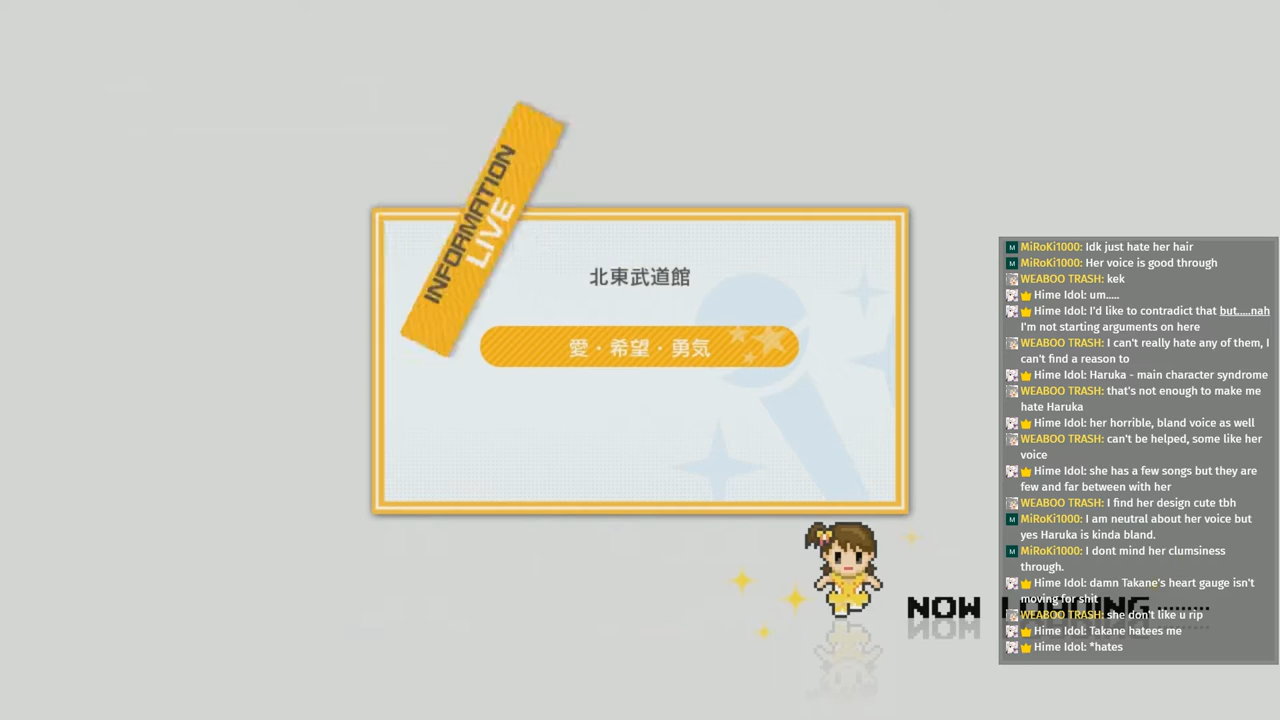 INFORMATION
LIVE
北東武道館
愛・希望・勇気
NOW LOADING.........
MiRoKi1000: Idk just hate her hair
MiRoKi1000: Her voice is good through
WEABOO TRASH: kek
Hime Idol: um.....
Hime Idol: I'd like to contradict that but.....nah
I'm not starting arguments on here
WEABOO TRASH: I can't really hate any of them, I
can't find a reason to
Hime Idol: Haruka - main character syndrome
WEABOO TRASH: that's not enough to make me
hate Haruka
Hime Idol: her horrible, bland voice as well
WEABOO TRASH: can't be helped, some like her
voice
Hime Idol: she has a few songs but they are
few and far between with her
WEABOO TRASH: I find her design cute tbh
MiRoKi1000: I am neutral about her voice but
yes Haruka is kinda bland.
MiRoKi1000: I dont mind her clumsiness
through.
Hime Idol: damn Takane's heart gauge isn't
moving for shit
WEABOO TRASH: she don't like u rip
Hime Idol: Takane hatees me
Hime Idol: *hates